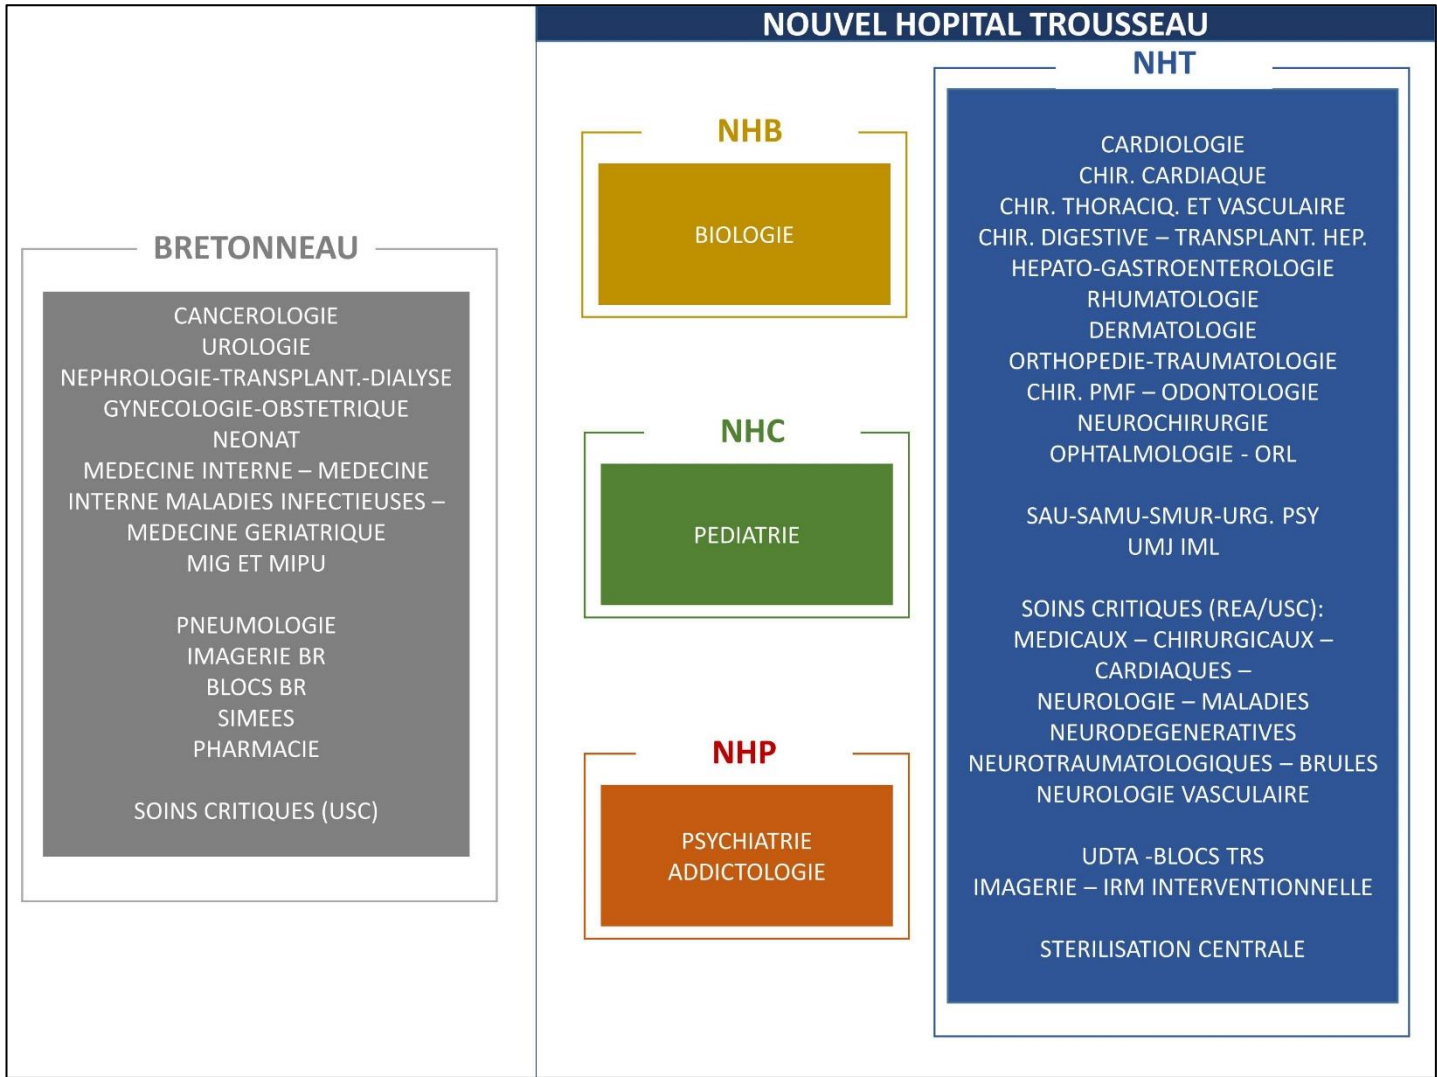 NOUVEL HOPITAL TROUSSEAU
BRETONNEAU
CANCEROLOGIE
UROLOGIE
NEPHROLOGIE-TRANSPLANT.-DIALYSE
GYNECOLOGIE-OBSTETRIQUE
NEONAT
MEDECINE INTERNE – MEDECINE
INTERNE MALADIES INFECTIEUSES –
MEDECINE GERIATRIQUE
MIG ET MIPU
PNEUMOLOGIE
IMAGERIE BR
BLOCS BR
SIMEES
PHARMACIE
SOINS CRITIQUES (USC)
NHB
BIOLOGIE
NHC
PEDIATRIE
NHP
PSYCHIATRIE
ADDICTOLOGIE
NHT
CARDIOLOGIE
CHIR. CARDIAQUE
CHIR. THORACIQ. ET VASCULAIRE
CHIR. DIGESTIVE – TRANSPLANT. HEP.
HEPATO-GASTROENTEROLOGIE
RHUMATOLOGIE
DERMATOLOGIE
ORTHOPEDIE-TRAUMATOLOGIE
CHIR. PMF – ODONTOLOGIE
NEUROCHIRURGIE
OPHTALMOLOGIE - ORL
SAU-SAMU-SMUR-URG. PSY
UMJ IML
SOINS CRITIQUES (REA/USC):
MEDICAUX – CHIRURGICAUX –
CARDIAQUES –
NEUROLOGIE – MALADIES
NEURODEGENERATIVES
NEUROTRAUMATOLOGIQUES – BRULES
NEUROLOGIE VASCULAIRE
UDTA -BLOCS TRS
IMAGERIE – IRM INTERVENTIONNELLE
STERILISATION CENTRALE